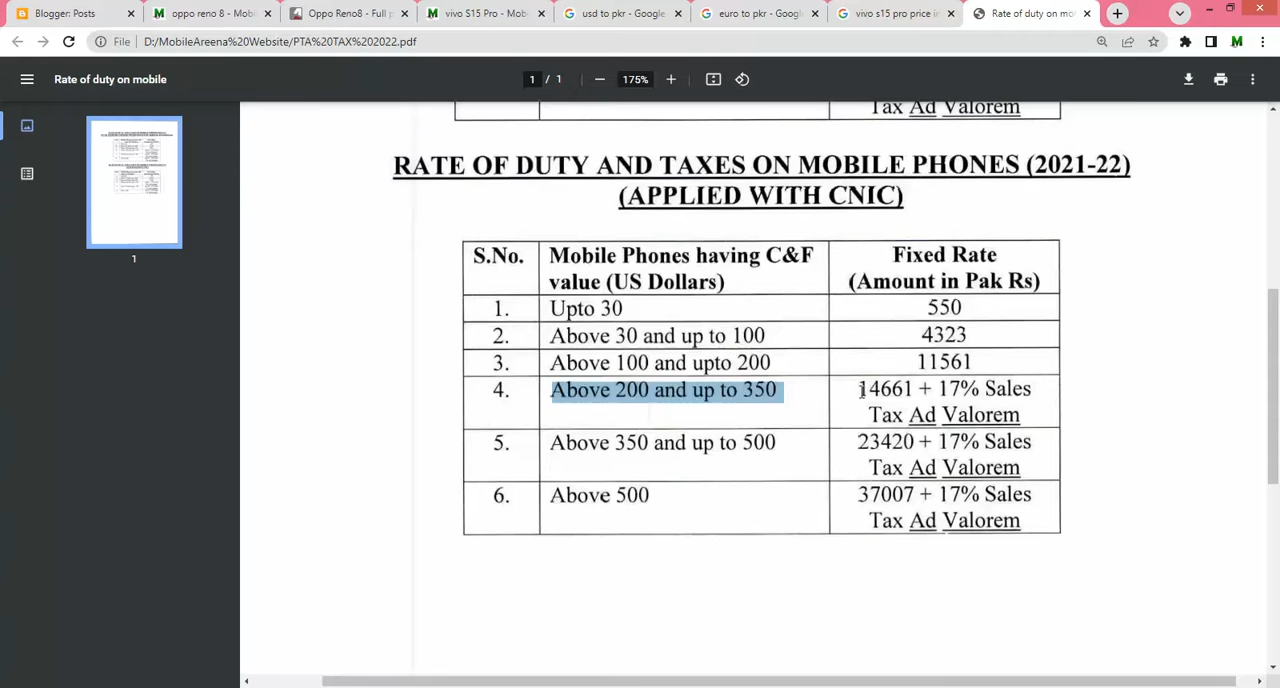 Blogger: Posts
oppo reno 8 - Mobi
Oppo Reno8 - Full p
vivo S15 Pro - Mob
usd to pkr - Google
euro to pkr - Googl
vivo s15 pro price in
Rate of duty on mo
File D:/MobileAreena%20Website/PTA%20TAX%202022.pdf
Rate of duty on mobile
1 / 1
175%
Tax Ad Valorem
RATE OF DUTY AND TAXES ON MOBILE PHONES (2021-22)
(APPLIED WITH CNIC)
S.No. Mobile Phones having C&F value (US Dollars) Fixed Rate (Amount in Pak Rs)
1. Upto 30 550
2. Above 30 and up to 100 4323
3. Above 100 and upto 200 11561
4. Above 200 and up to 350 14661 + 17% Sales
Tax Ad Valorem
5. Above 350 and up to 500 23420 + 17% Sales
Tax Ad Valorem
6. Above 500 37007 + 17% Sales
Tax Ad Valorem
1